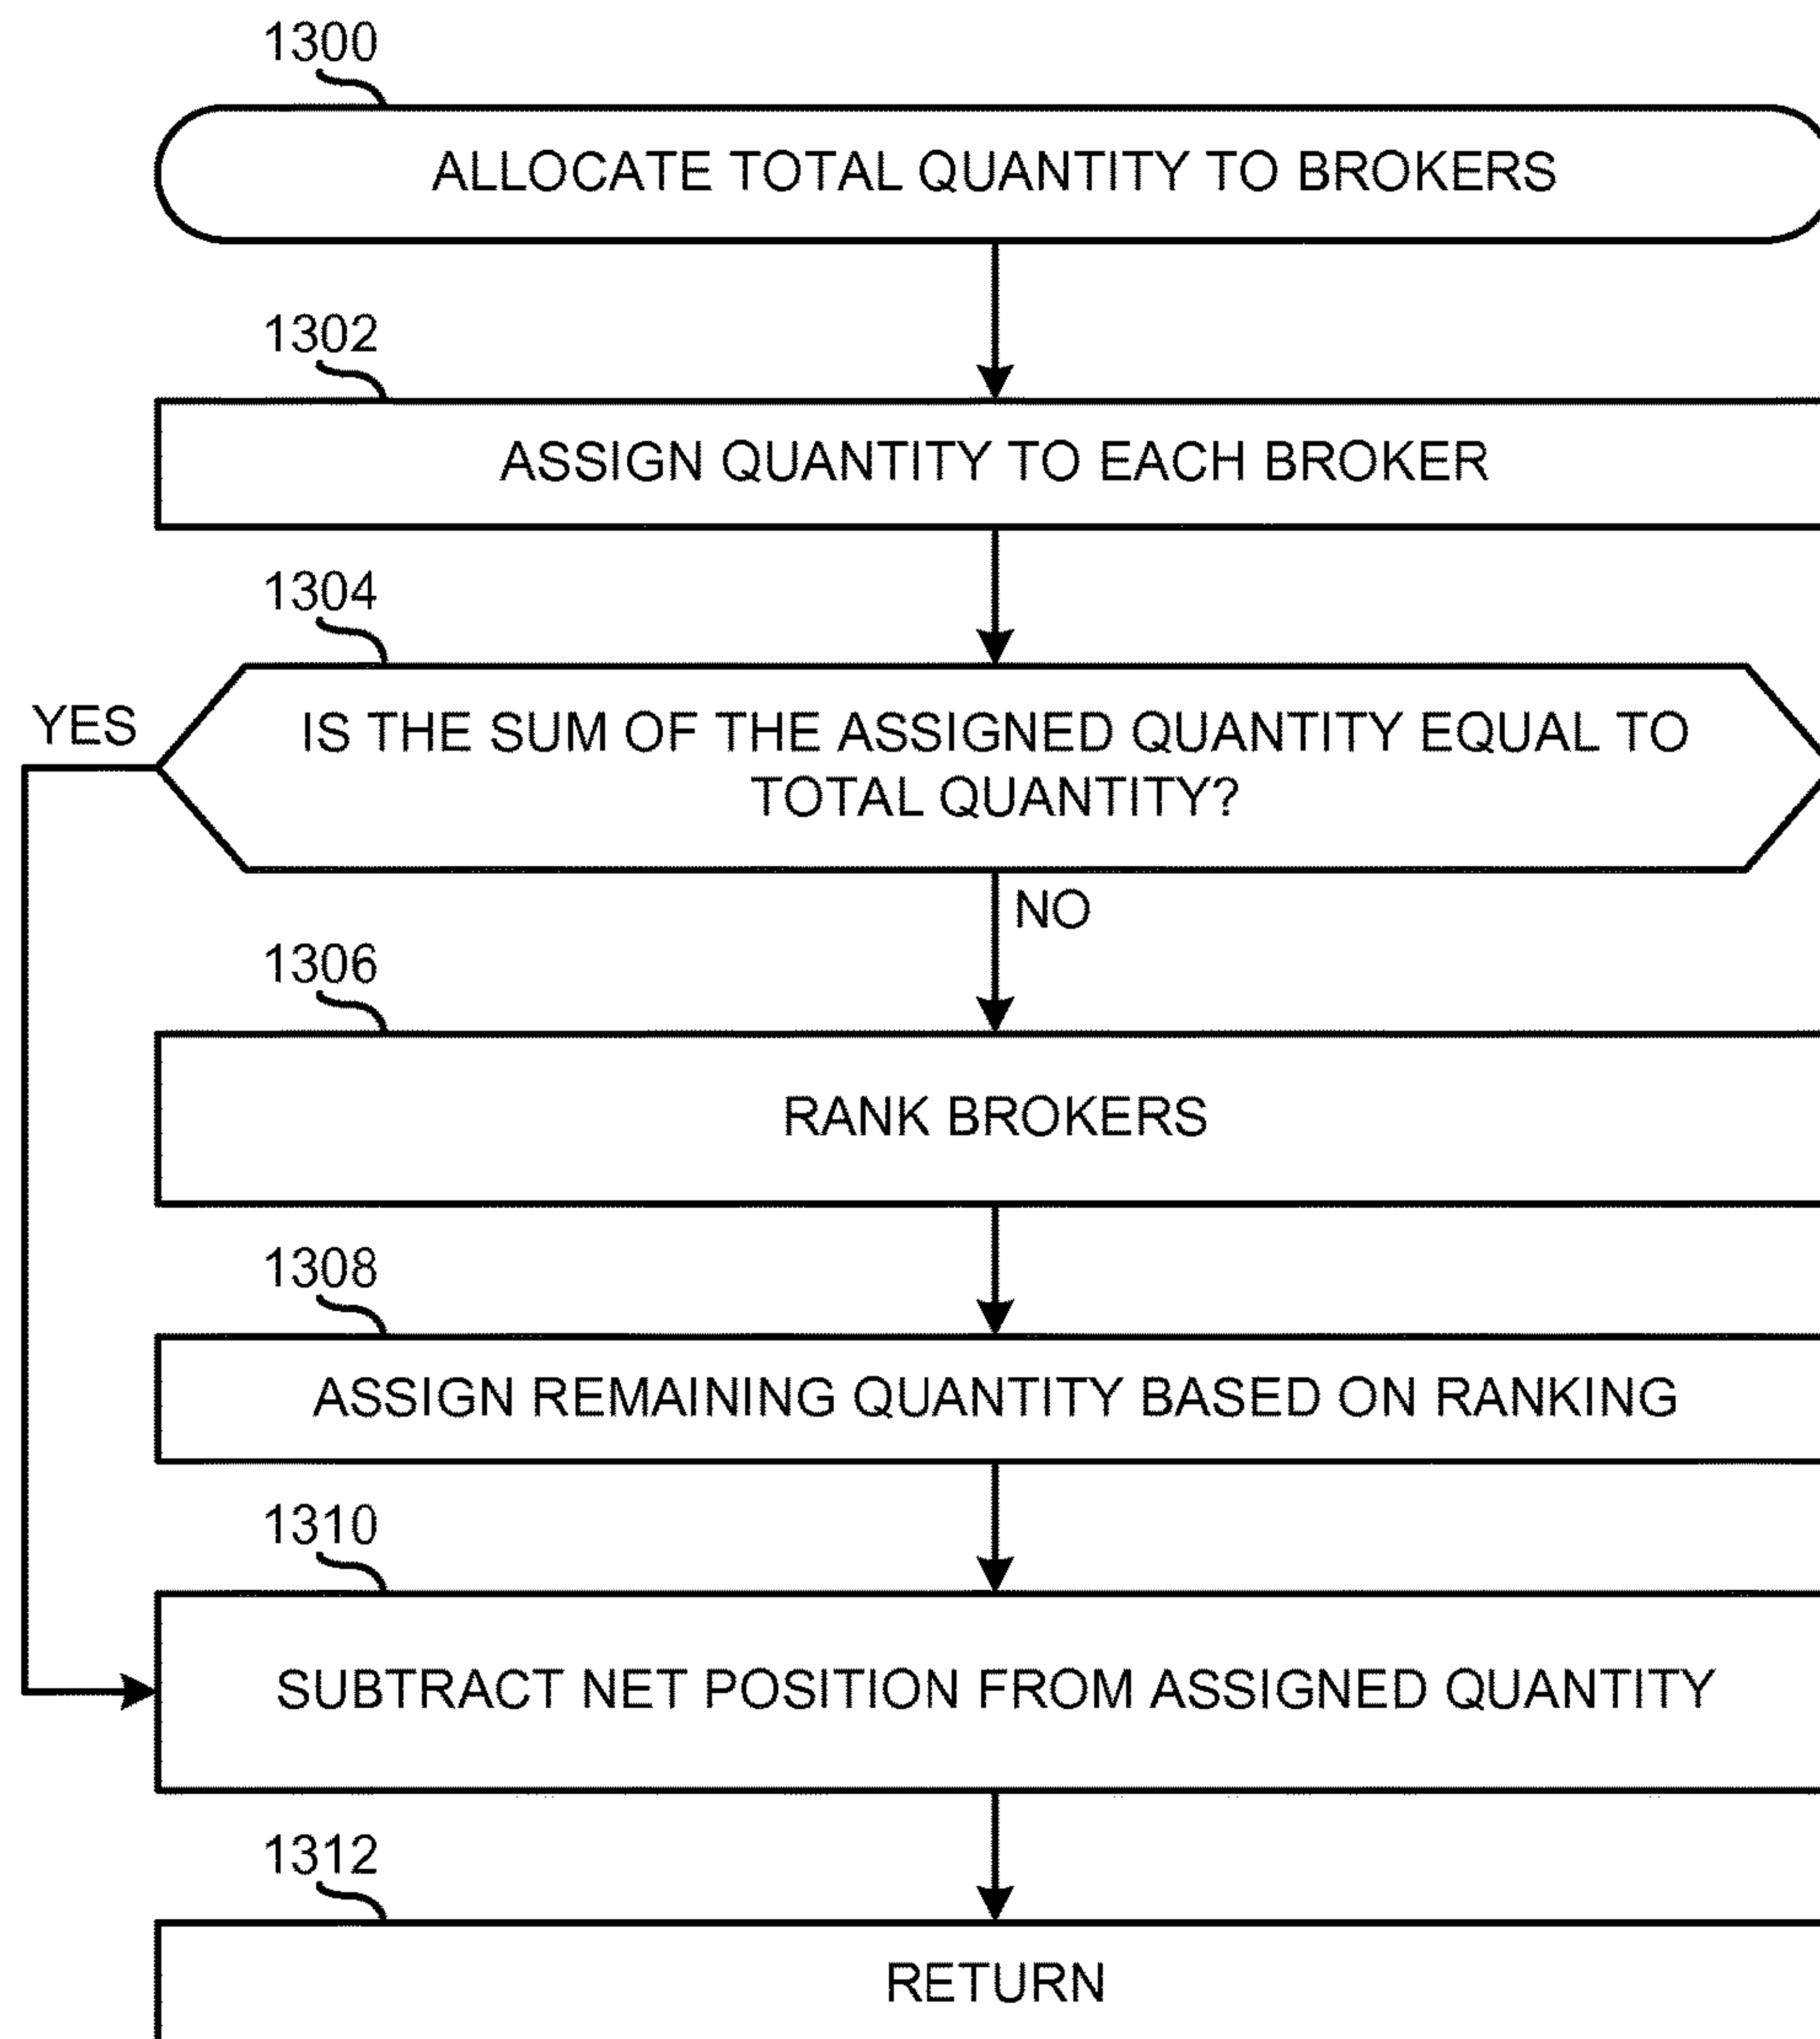 1300
ALLOCATE TOTAL QUANTITY TO BROKERS
1302
ASSIGN QUANTITY TO EACH BROKER
1304
YES
IS THE SUM OF THE ASSIGNED QUANTITY EQUAL TO
TOTAL QUANTITY?
NO
1306
RANK BROKERS
1308
ASSIGN REMAINING QUANTITY BASED ON RANKING
1310
SUBTRACT NET POSITION FROM ASSIGNED QUANTITY
1312
RETURN